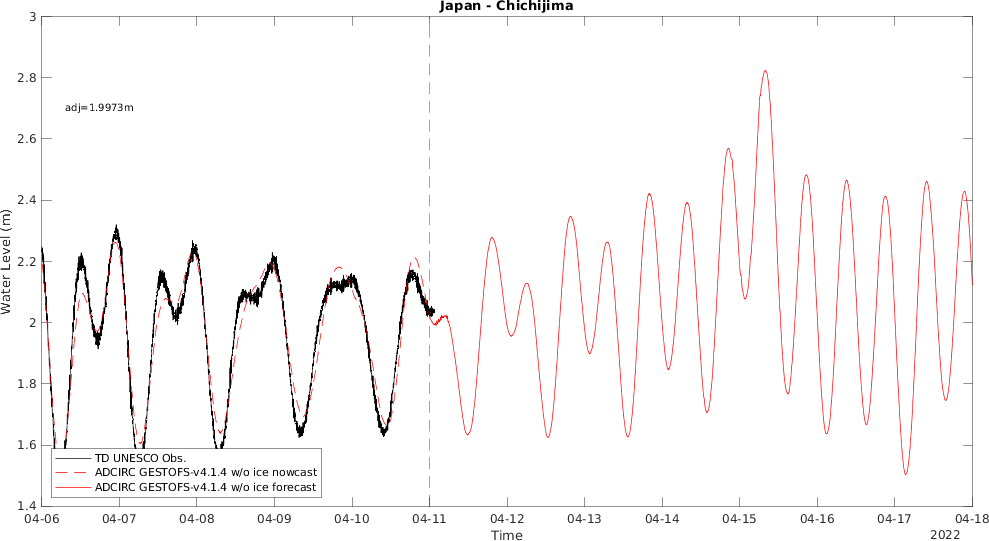 Japan - Chichijima
3
2.8
adj=1.9973m
2.6
2.4
2.2
2
1.8
1.6
1.4
Water Level (m)
TD UNESCO Obs.
ADCIRC GESTOFS-v4.1.4 w/o ice nowcast
ADCIRC GESTOFS-v4.1.4 w/o ice forecast
04-06 04-07 04-08 04-09 04-10 04-11 04-12 04-13 04-14 04-15 04-16 04-17 04-18
Time
2022